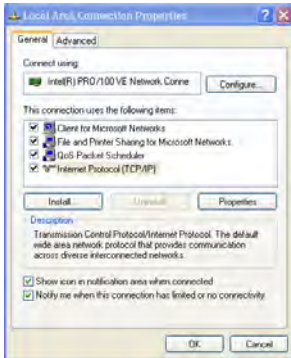 Local Area Connection Properties
General Advanced
Connect using:
Intel(R) PRO/100 VE Network Conne
Configure...
This connection uses the following items:
Client for Microsoft Networks
File and Printer Sharing for Microsoft Networks
QoS Packet Scheduler
Internet Protocol (TCP/IP)
Install... Uninstall Properties
Description
Transmission Control Protocol/Internet Protocol. The default
wide area network protocol that provides communication
across diverse interconnected networks.
Show icon in notification area when connected
Notify me when this connection has limited or no connectivity
OK Cancel